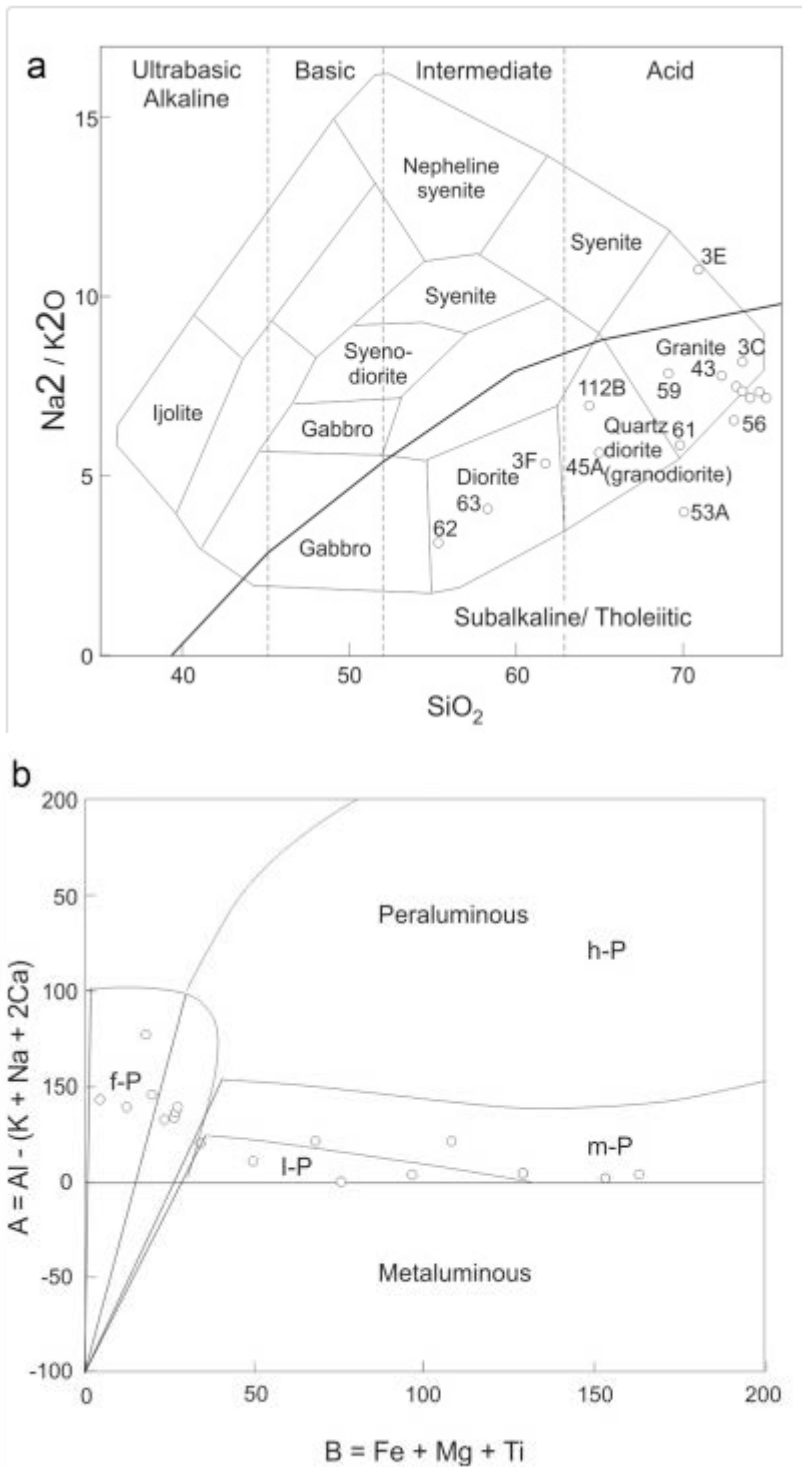 a
Ultrabasic
Alkaline
Basic
Intermediate
Acid
15
10
5
0
Na2 / K2O
Nepheline
syenite
Syenite
3E
Syenite
Syeno-
diorite
Ijolite
Gabbro
Granite
3C
43
59
112B
61
56
Quartz
diorite
(granodiorite)
45A
3F
Diorite
63
62
53A
Gabbro
Subalkaline/ Tholeiitic
40
50
60
70
SiO₂
b
200
50
100
150
0
-50
-100
A = Al - (K + Na + 2Ca)
Peraluminous
h-P
f-P
l-P
m-P
Metaluminous
0
50
100
150
200
B = Fe + Mg + Ti